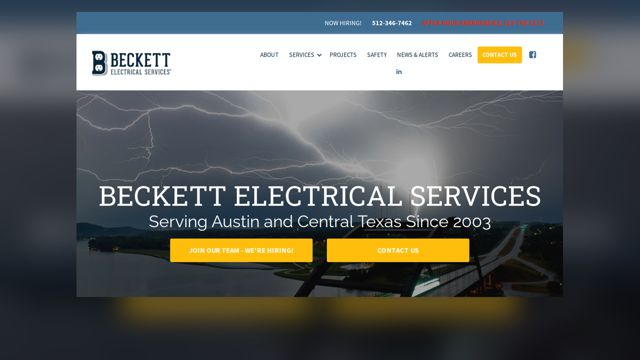 NOW HIRING! 512-346-7462
BECKETT
ELECTRICAL SERVICES
ABOUT SERVICES PROJECTS SAFETY NEWS & ALERTS CAREERS CONTACT US
in
BECKETT ELECTRICAL SERVICES
Serving Austin and Central Texas Since 2003
JOIN OUR TEAM - WE'RE HIRING! CONTACT US